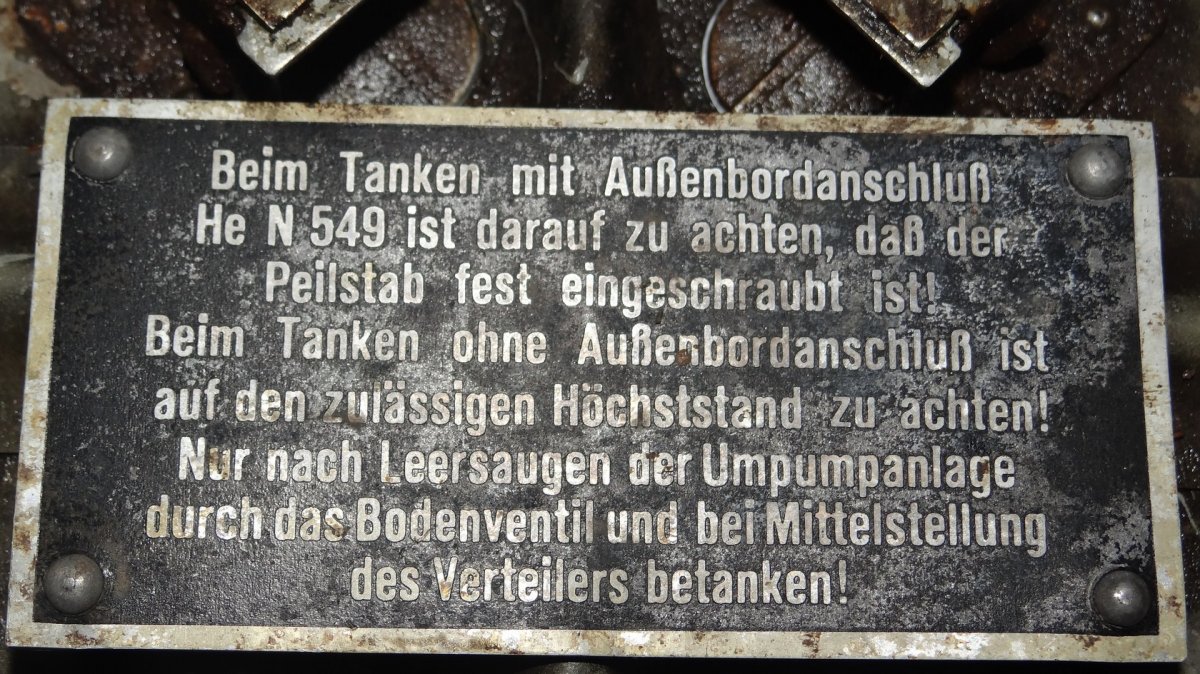 Beim Tanken mit Außenbordanschluß
He N 549 ist darauf zu achten, daß der
Peilstab fest eingeschraubt ist!
Beim Tanken ohne Außenbordanschluß ist
auf den zulässigen Höchststand zu achten!
Nur nach Leersaugen der Umpumpanlage
durch das Bodenventil und bei Mittelstellung
des Verteilers betanken!